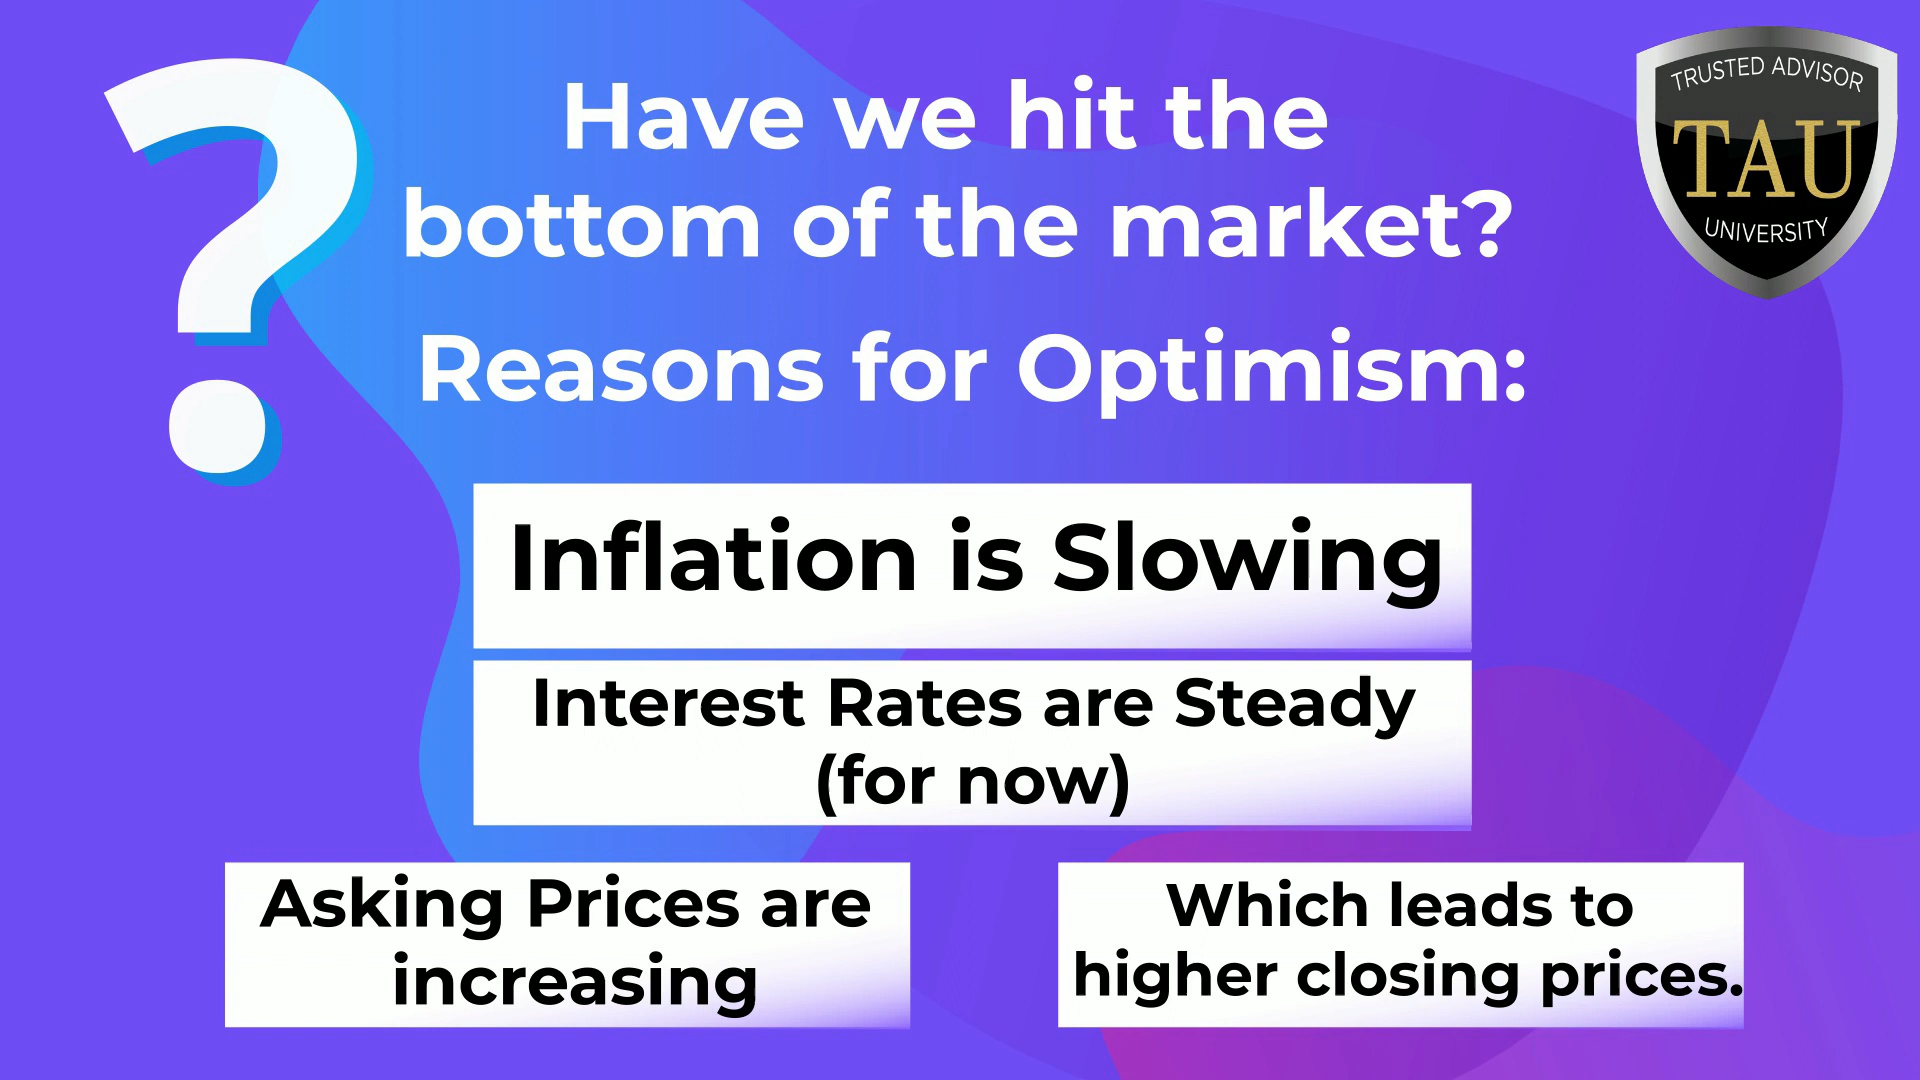 ?
Have we hit the
bottom of the market?
Reasons for Optimism:
TRUSTED ADVISOR
TAU
UNIVERSITY
Inflation is Slowing
Interest Rates are Steady
(for now)
Asking Prices are
increasing
Which leads to
higher closing prices.